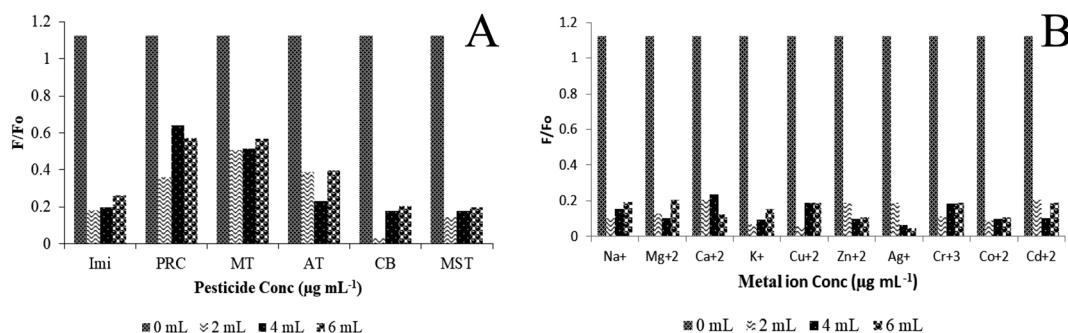 A
1.2
1
0.8
0.6
0.4
0.2
0
F/Fo
Imi PRC MT AT CB MST
Pesticide Conc (µg mL⁻¹)
0 mL 2 mL 4 mL 6 mL
B
1.2
1
0.8
0.6
0.4
0.2
0
F/Fo
Na+ Mg+2 Ca+2 K+ Cu+2 Zn+2 Ag+ Cr+3 Co+2 Cd+2
Metal ion Conc (µg mL⁻¹)
0 mL 2 mL 4 mL 6 mL